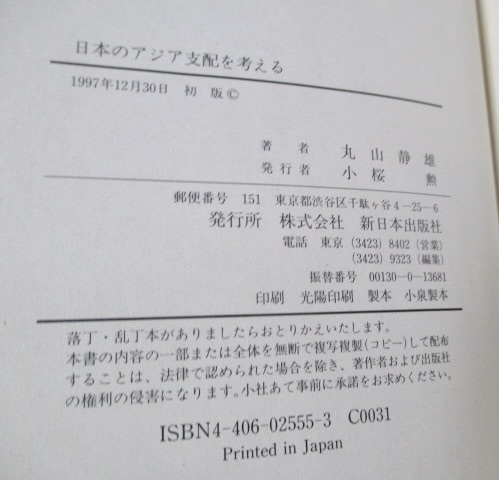 日本のアジア支配を考える
1997年12月30日 初 版©
著 者 丸 山 静 雄
発 行 者 小 桜 勲
郵便番号 151 東京都渋谷区千駄ヶ谷4-25-6
発行所 株式会社 新日本出版社
電話 東京 (3423) 8402 (営業)
(3423) 9323 (編集)
振替番号 00130-0-13681
印刷 光陽印刷 製本 小泉製本
落丁・乱丁本がありましたらおとりかえいたします。
本書の内容の一部または全体を無断で複写複製(コピー)して配布
することは、法律で認められた場合を除き、著作者および出版社
の権利の侵害になります。小社あて事前に承諾をお求めください。
ISBN4-406-02555-3 C0031
Printed in Japan